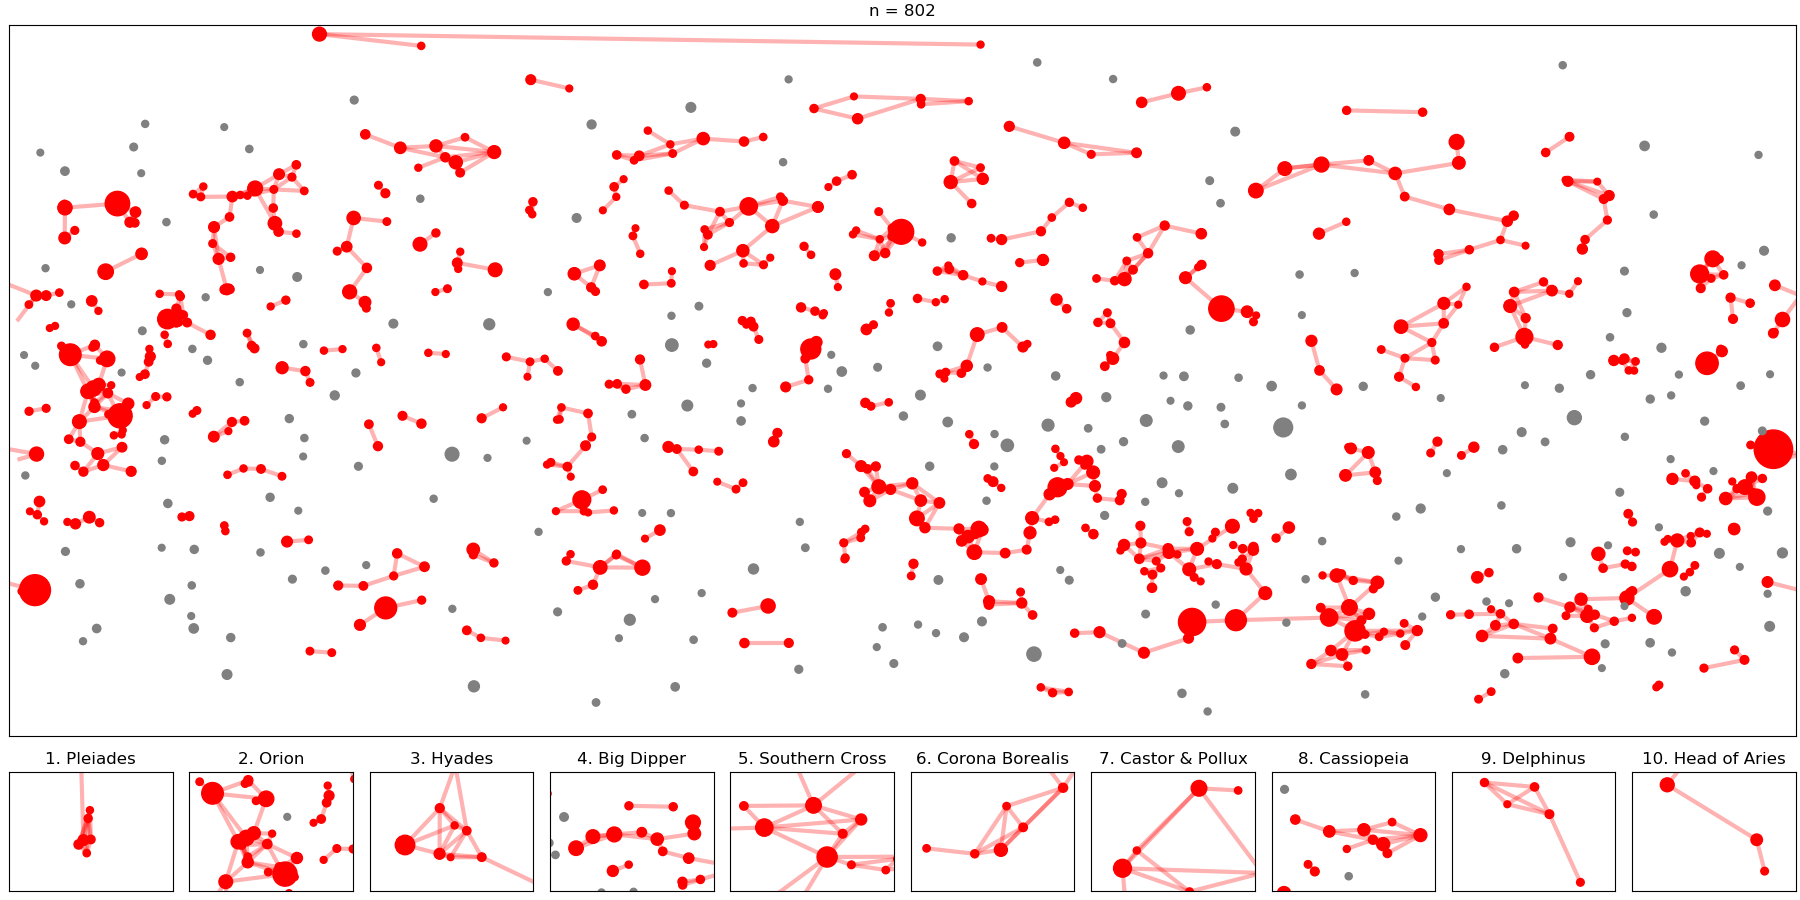 n = 802
1. Pleiades
2. Orion
3. Hyades
4. Big Dipper
5. Southern Cross
6. Corona Borealis
7. Castor & Pollux
8. Cassiopeia
9. Delphinus
10. Head of Aries